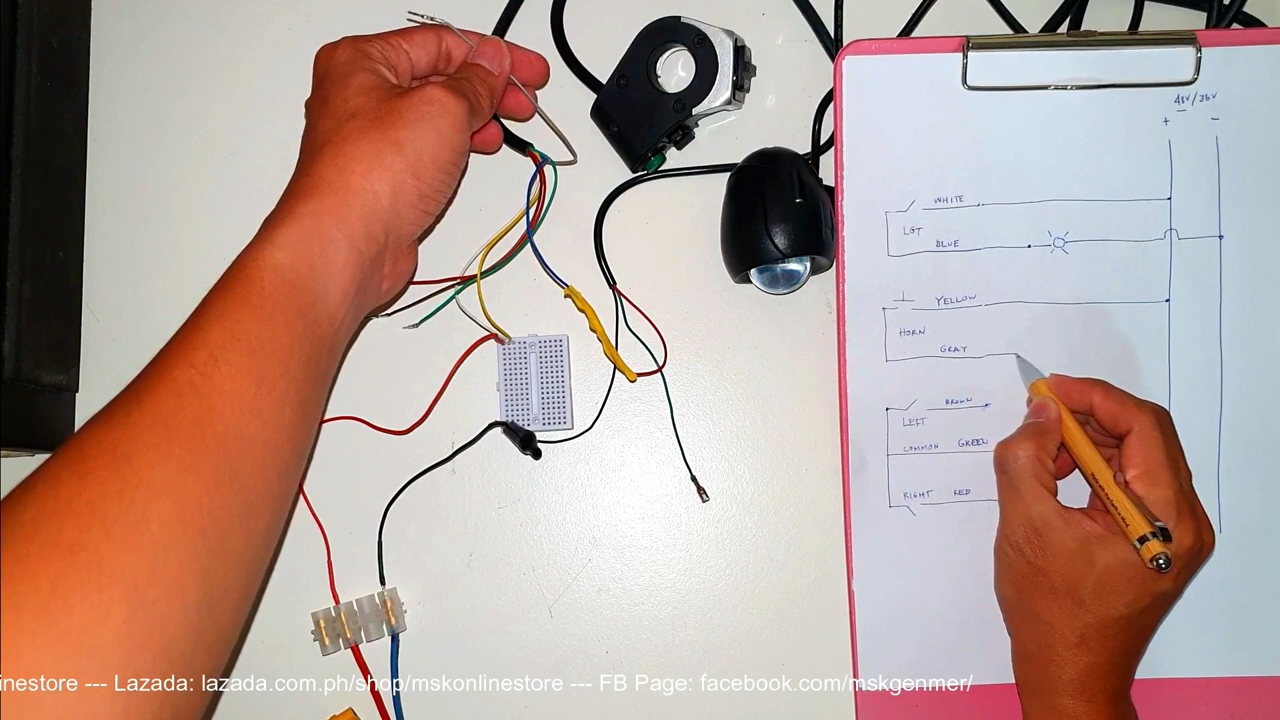 48V/36V
+ -
WHITE
LGT
BLUE
YELLOW
HORN
GRAY
BROWN
LEFT
COMMON GREEN
RIGHT RED
inestore --- Lazada: lazada.com.ph/shop/mskonlinestore --- FB Page: facebook.com/mskgenmer/